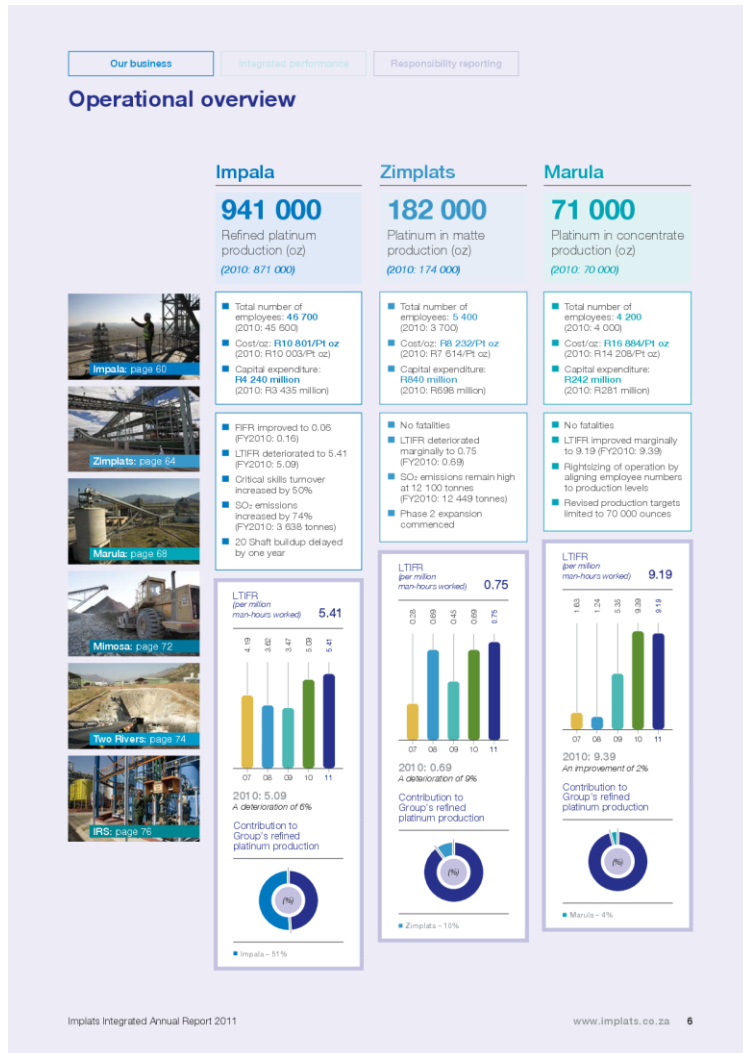 Our business
Integrated performance
Responsibility reporting
Operational overview
Impala
941 000
Refined platinum
production (oz)
(2010: 871 000)
Total number of
employees: 46 700
(2010: 45 600)
Cost/oz: R10 801/Pt oz
(2010: R10 003/Pt oz)
Capital expenditure:
R4 240 million
(2010: R3 435 million)
FIFR improved to 0.06
(FY2010: 0.16)
LTIFR deteriorated to 5.41
(FY2010: 5.09)
Critical skills turnover
increased by 50%
SO₂ emissions
increased by 74%
(FY2010: 3 638 tonnes)
20 Shaft buildup delayed
by one year
LTIFR
(per million
man-hours worked) 5.41
4.19 3.62 3.47 5.09 5.41
07 08 09 10 11
2010: 5.09
A deterioration of 6%
Contribution to
Group's refined
platinum production
(%)
Impala – 51%
Zimplats
182 000
Platinum in matte
production (oz)
(2010: 174 000)
Total number of
employees: 5 400
(2010: 3 700)
Cost/oz: R8 232/Pt oz
(2010: R7 614/Pt oz)
Capital expenditure:
R840 million
(2010: R698 million)
No fatalities
LTIFR deteriorated
marginally to 0.75
(FY2010: 0.69)
SO₂ emissions remain high
at 12 100 tonnes
(FY2010: 12 449 tonnes)
Phase 2 expansion
commenced
LTIFR
(per million
man-hours worked) 0.75
0.28 0.69 0.45 0.69 0.75
07 08 09 10 11
2010: 0.69
A deterioration of 9%
Contribution to
Group's refined
platinum production
(%)
Zimplats – 10%
Marula
71 000
Platinum in concentrate
production (oz)
(2010: 70 000)
Total number of
employees: 4 200
(2010: 4 000)
Cost/oz: R16 884/Pt oz
(2010: R14 208/Pt oz)
Capital expenditure:
R242 million
(2010: R281 million)
No fatalities
LTIFR improved marginally
to 9.19 (FY2010: 9.39)
Rightsizing of operation by
aligning employee numbers
to production levels
Revised production targets
limited to 70 000 ounces
LTIFR
(per million
man-hours worked) 9.19
1.63 1.24 5.35 9.39 9.19
07 08 09 10 11
2010: 9.39
An improvement of 2%
Contribution to
Group's refined
platinum production
(%)
Marula – 4%
Impala: page 60
Zimplats: page 64
Marula: page 68
Mimosa: page 72
Two Rivers: page 74
IRS: page 76
Implats Integrated Annual Report 2011
www.implats.co.za 6